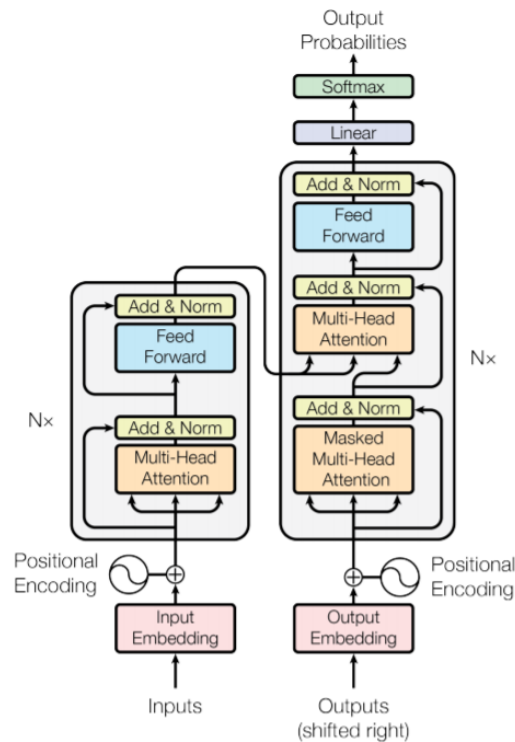 Output
Probabilities
Softmax
Linear
Add & Norm
Feed
Forward
Add & Norm
Multi-Head
Attention
Add & Norm
Masked
Multi-Head
Attention
N×
Add & Norm
Feed
Forward
Add & Norm
Multi-Head
Attention
N×
Positional
Encoding
Positional
Encoding
Input
Embedding
Output
Embedding
Inputs
Outputs
(shifted right)